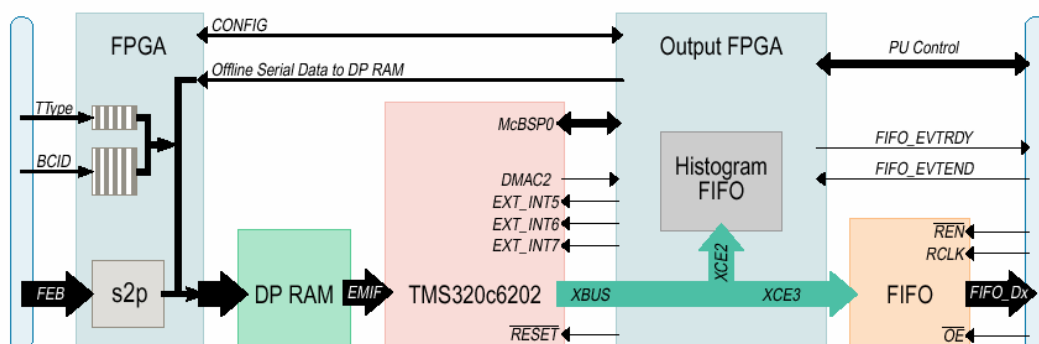 FPGA
CONFIG
Output FPGA
PU Control
Offline Serial Data to DP RAM
TType
McBSP0
FIFO_EVTRDY
BCID
Histogram
FIFO
FIFO_EVTEND
DMAC2
EXT_INT5
EXT_INT6
EXT_INT7
REN
RCLK
XCE2
FEB
s2p
DP RAM
EMIF
TMS320c6202
XBUS
XCE3
FIFO
FIFO_Dx
RESET
OE